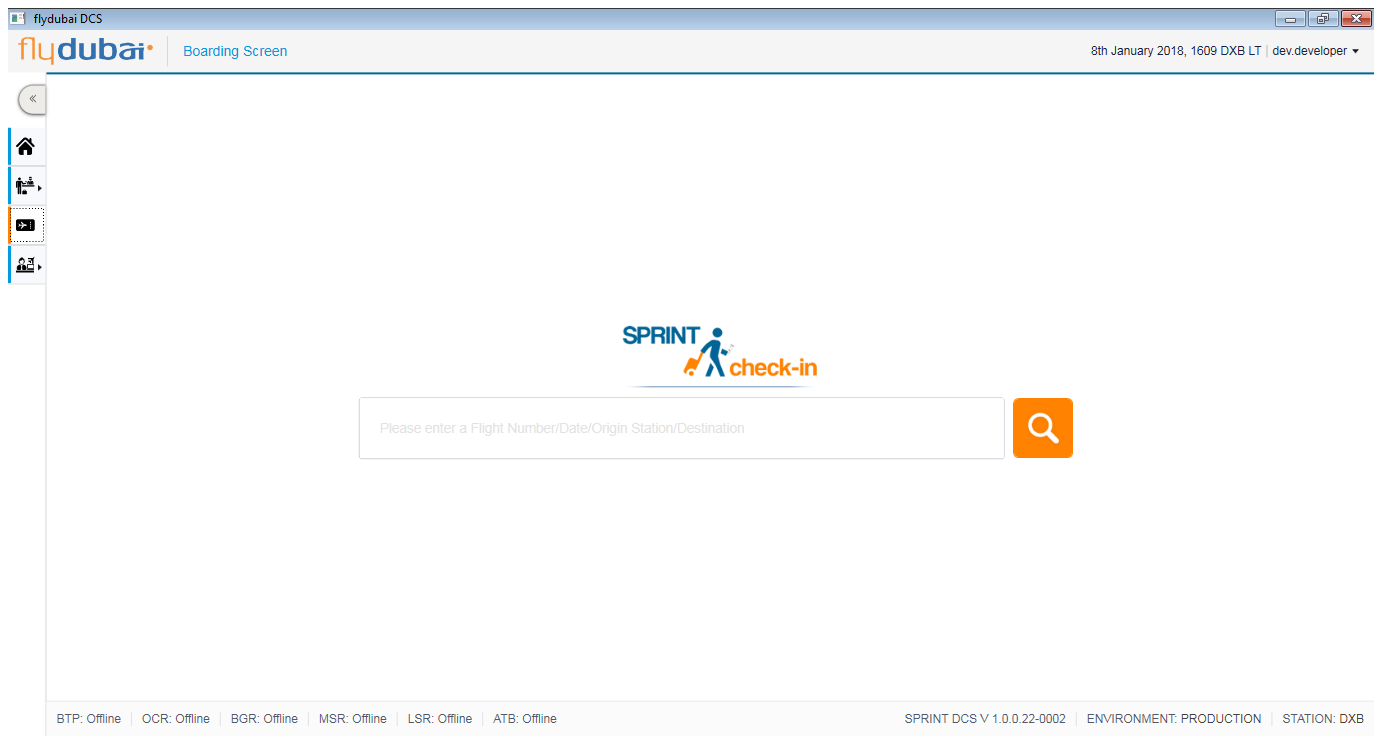 flydubai DCS
flydubai
Boarding Screen
8th January 2018, 1609 DXB LT
dev.developer
SPRINT
check-in
Please enter a Flight Number/Date/Origin Station/Destination
BTP: Offline
OCR: Offline
BGR: Offline
MSR: Offline
LSR: Offline
ATB: Offline
SPRINT DCS V 1.0.0.22-0002
ENVIRONMENT: PRODUCTION
STATION: DXB